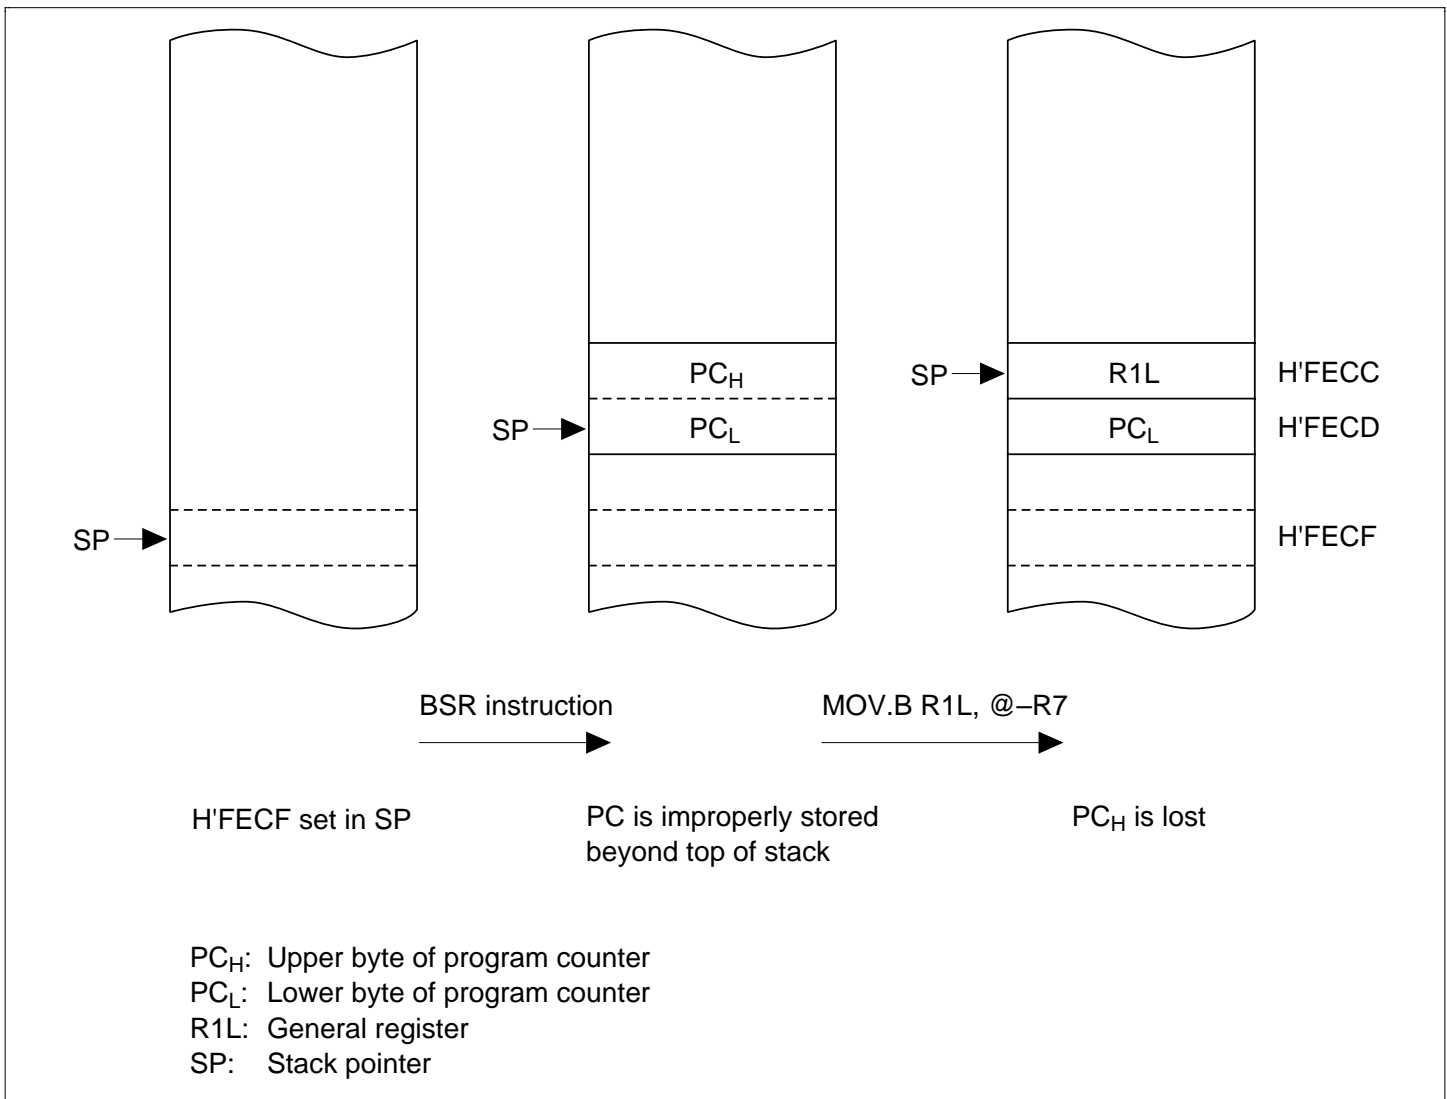 PCH
SP
R1L
H'FECC
SP
PCL
PCL
H'FECD
SP
H'FECF
BSR instruction
MOV.B R1L, @–R7
H'FECF set in SP
PC is improperly stored
beyond top of stack
PCH is lost
PCH: Upper byte of program counter
PCL: Lower byte of program counter
R1L: General register
SP: Stack pointer